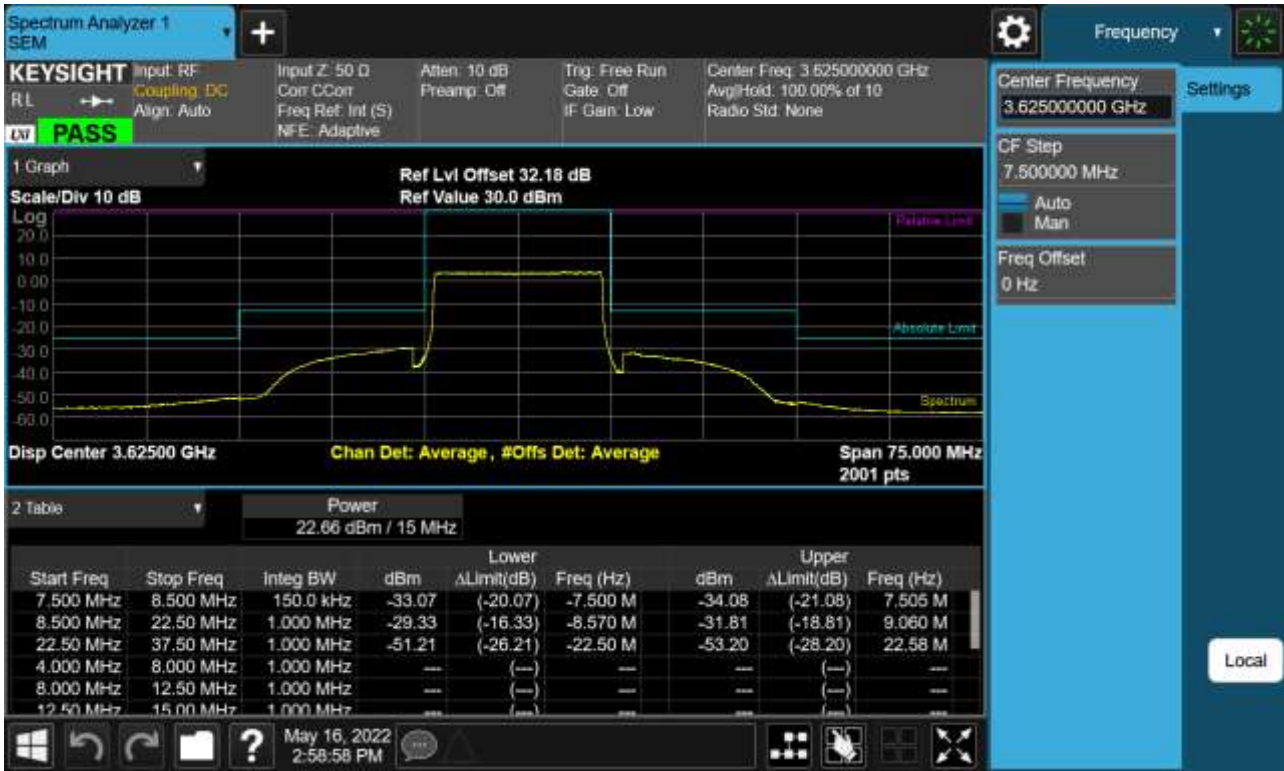 Spectrum Analyzer 1
SEM
Frequency
KEYSIGHT
RL
PASS
Input: RF
Coupling: DC
Align: Auto
Input Z: 50 Ω
Corr CCorr
Freq Ref: Int (S)
NFE: Adaptive
Atten: 10 dB
Preamp: Off
Trig: Free Run
Gate: Off
IF Gain: Low
Center Freq: 3.625000000 GHz
Avg|Hold: 100.00% of 10
Radio Std: None
Center Frequency
3.625000000 GHz
Settings
CF Step
7.500000 MHz
Auto
Man
Freq Offset
0 Hz
Local
1 Graph
Scale/Div 10 dB
Ref Lvl Offset 32.18 dB
Ref Value 30.0 dBm
Log
20.0
10.0
0.00
-10.0
-20.0
-30.0
-40.0
-50.0
-60.0
Relative Limit
Absolute Limit
Spectrum
Disp Center 3.62500 GHz
Chan Det: Average, #Offs Det: Average
Span 75.000 MHz
2001 pts
2 Table
Power
22.66 dBm / 15 MHz
Lower Upper
Start Freq Stop Freq Integ BW dBm ΔLimit(dB) Freq (Hz) dBm ΔLimit(dB) Freq (Hz)
7.500 MHz 8.500 MHz 150.0 kHz -33.07 (-20.07) -7.500 M -34.08 (-21.08) 7.505 M
8.500 MHz 22.50 MHz 1.000 MHz -29.33 (-16.33) -8.570 M -31.81 (-18.81) 9.060 M
22.50 MHz 37.50 MHz 1.000 MHz -51.21 (-26.21) -22.50 M -53.20 (-28.20) 22.58 M
4.000 MHz 8.000 MHz 1.000 MHz --- (---) --- --- (---) ---
8.000 MHz 12.50 MHz 1.000 MHz --- (---) --- --- (---) ---
12.50 MHz 15.00 MHz 1.000 MHz --- (---) --- --- (---) ---
May 16, 2022
2:58:58 PM